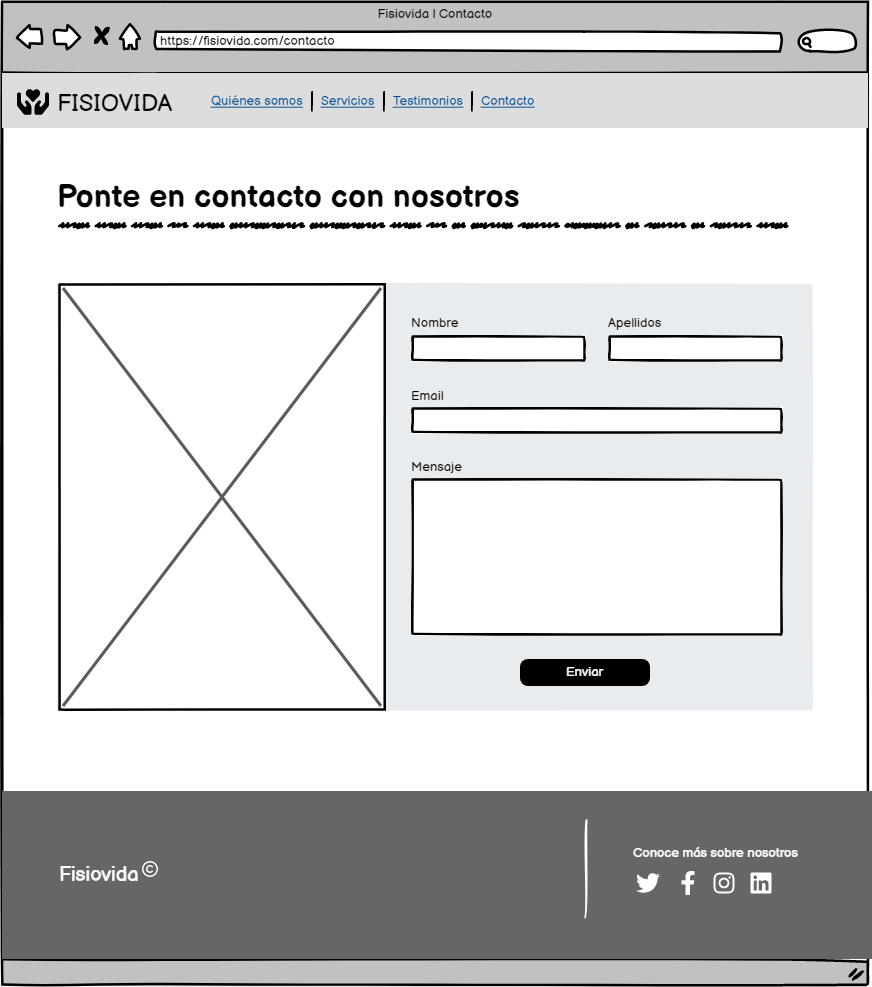 Fisiovida | Contacto
https://fisiovida.com/contacto
FISIOVIDA
Quiénes somos | Servicios | Testimonios | Contacto
Ponte en contacto con nosotros
Nombre Apellidos
Email
Mensaje
Enviar
Conoce más sobre nosotros
Fisiovida ©